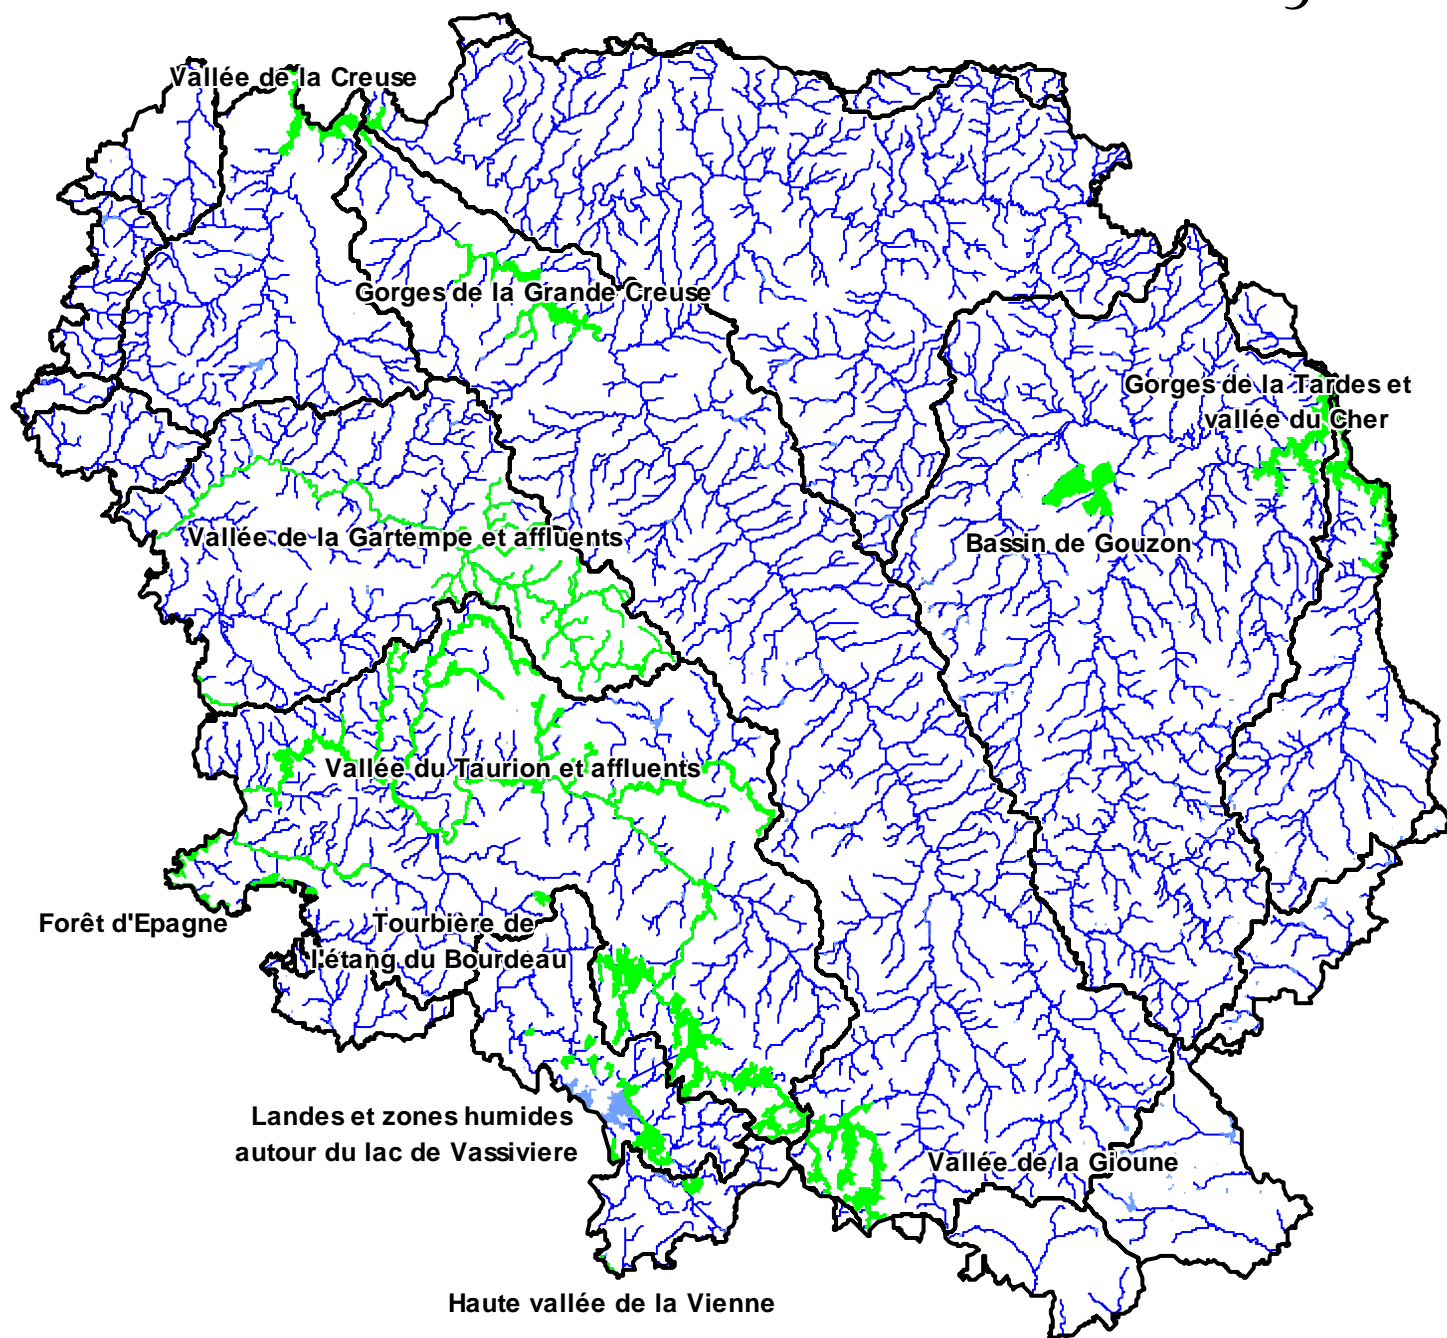 Vallée de la Creuse
Gorges de la Grande Creuse
Gorges de la Tardes et
vallée du Cher
Vallée de la Gartempe et affluents
Bassin de Gouzon
Vallée du Taurion et affluents
Forêt d'Epagne
Tourbière de
l'étang du Bourdeau
Landes et zones humides
autour du lac de Vassiviere
Vallée de la Gioune
Haute vallée de la Vienne